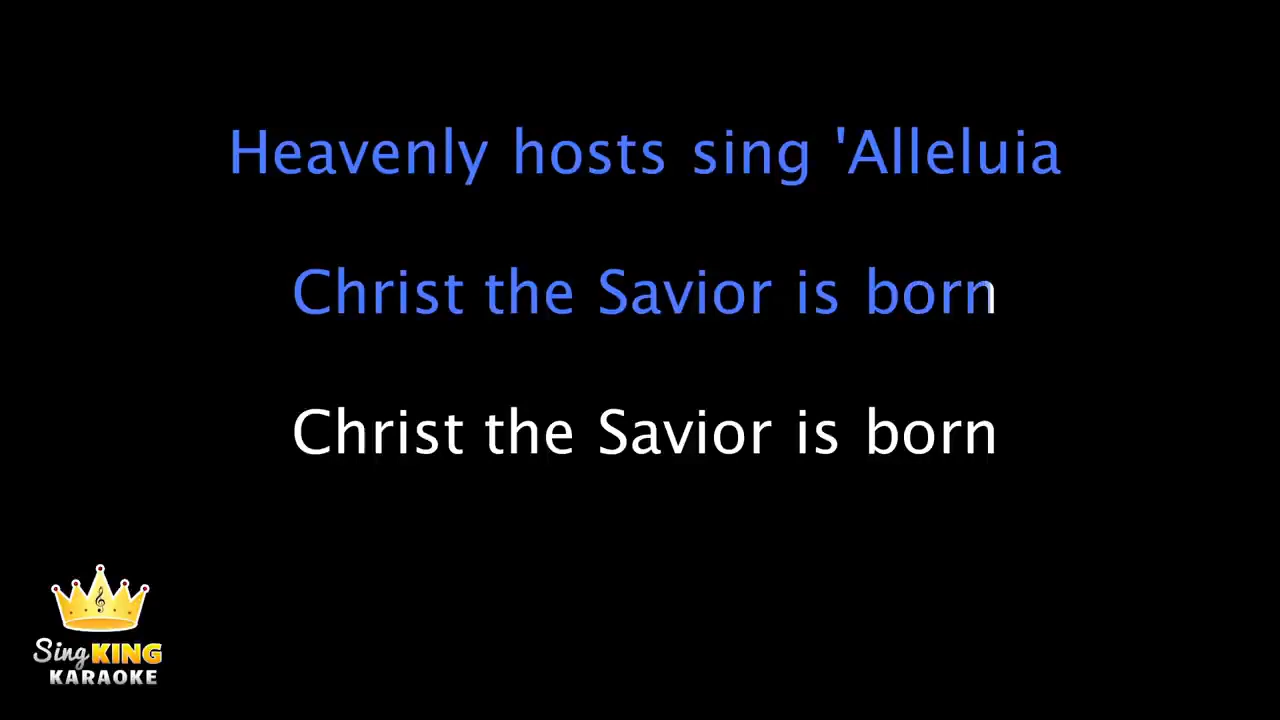 Heavenly hosts sing 'Alleluia
Christ the Savior is born
Christ the Savior is born
Sing KING
KARAOKE